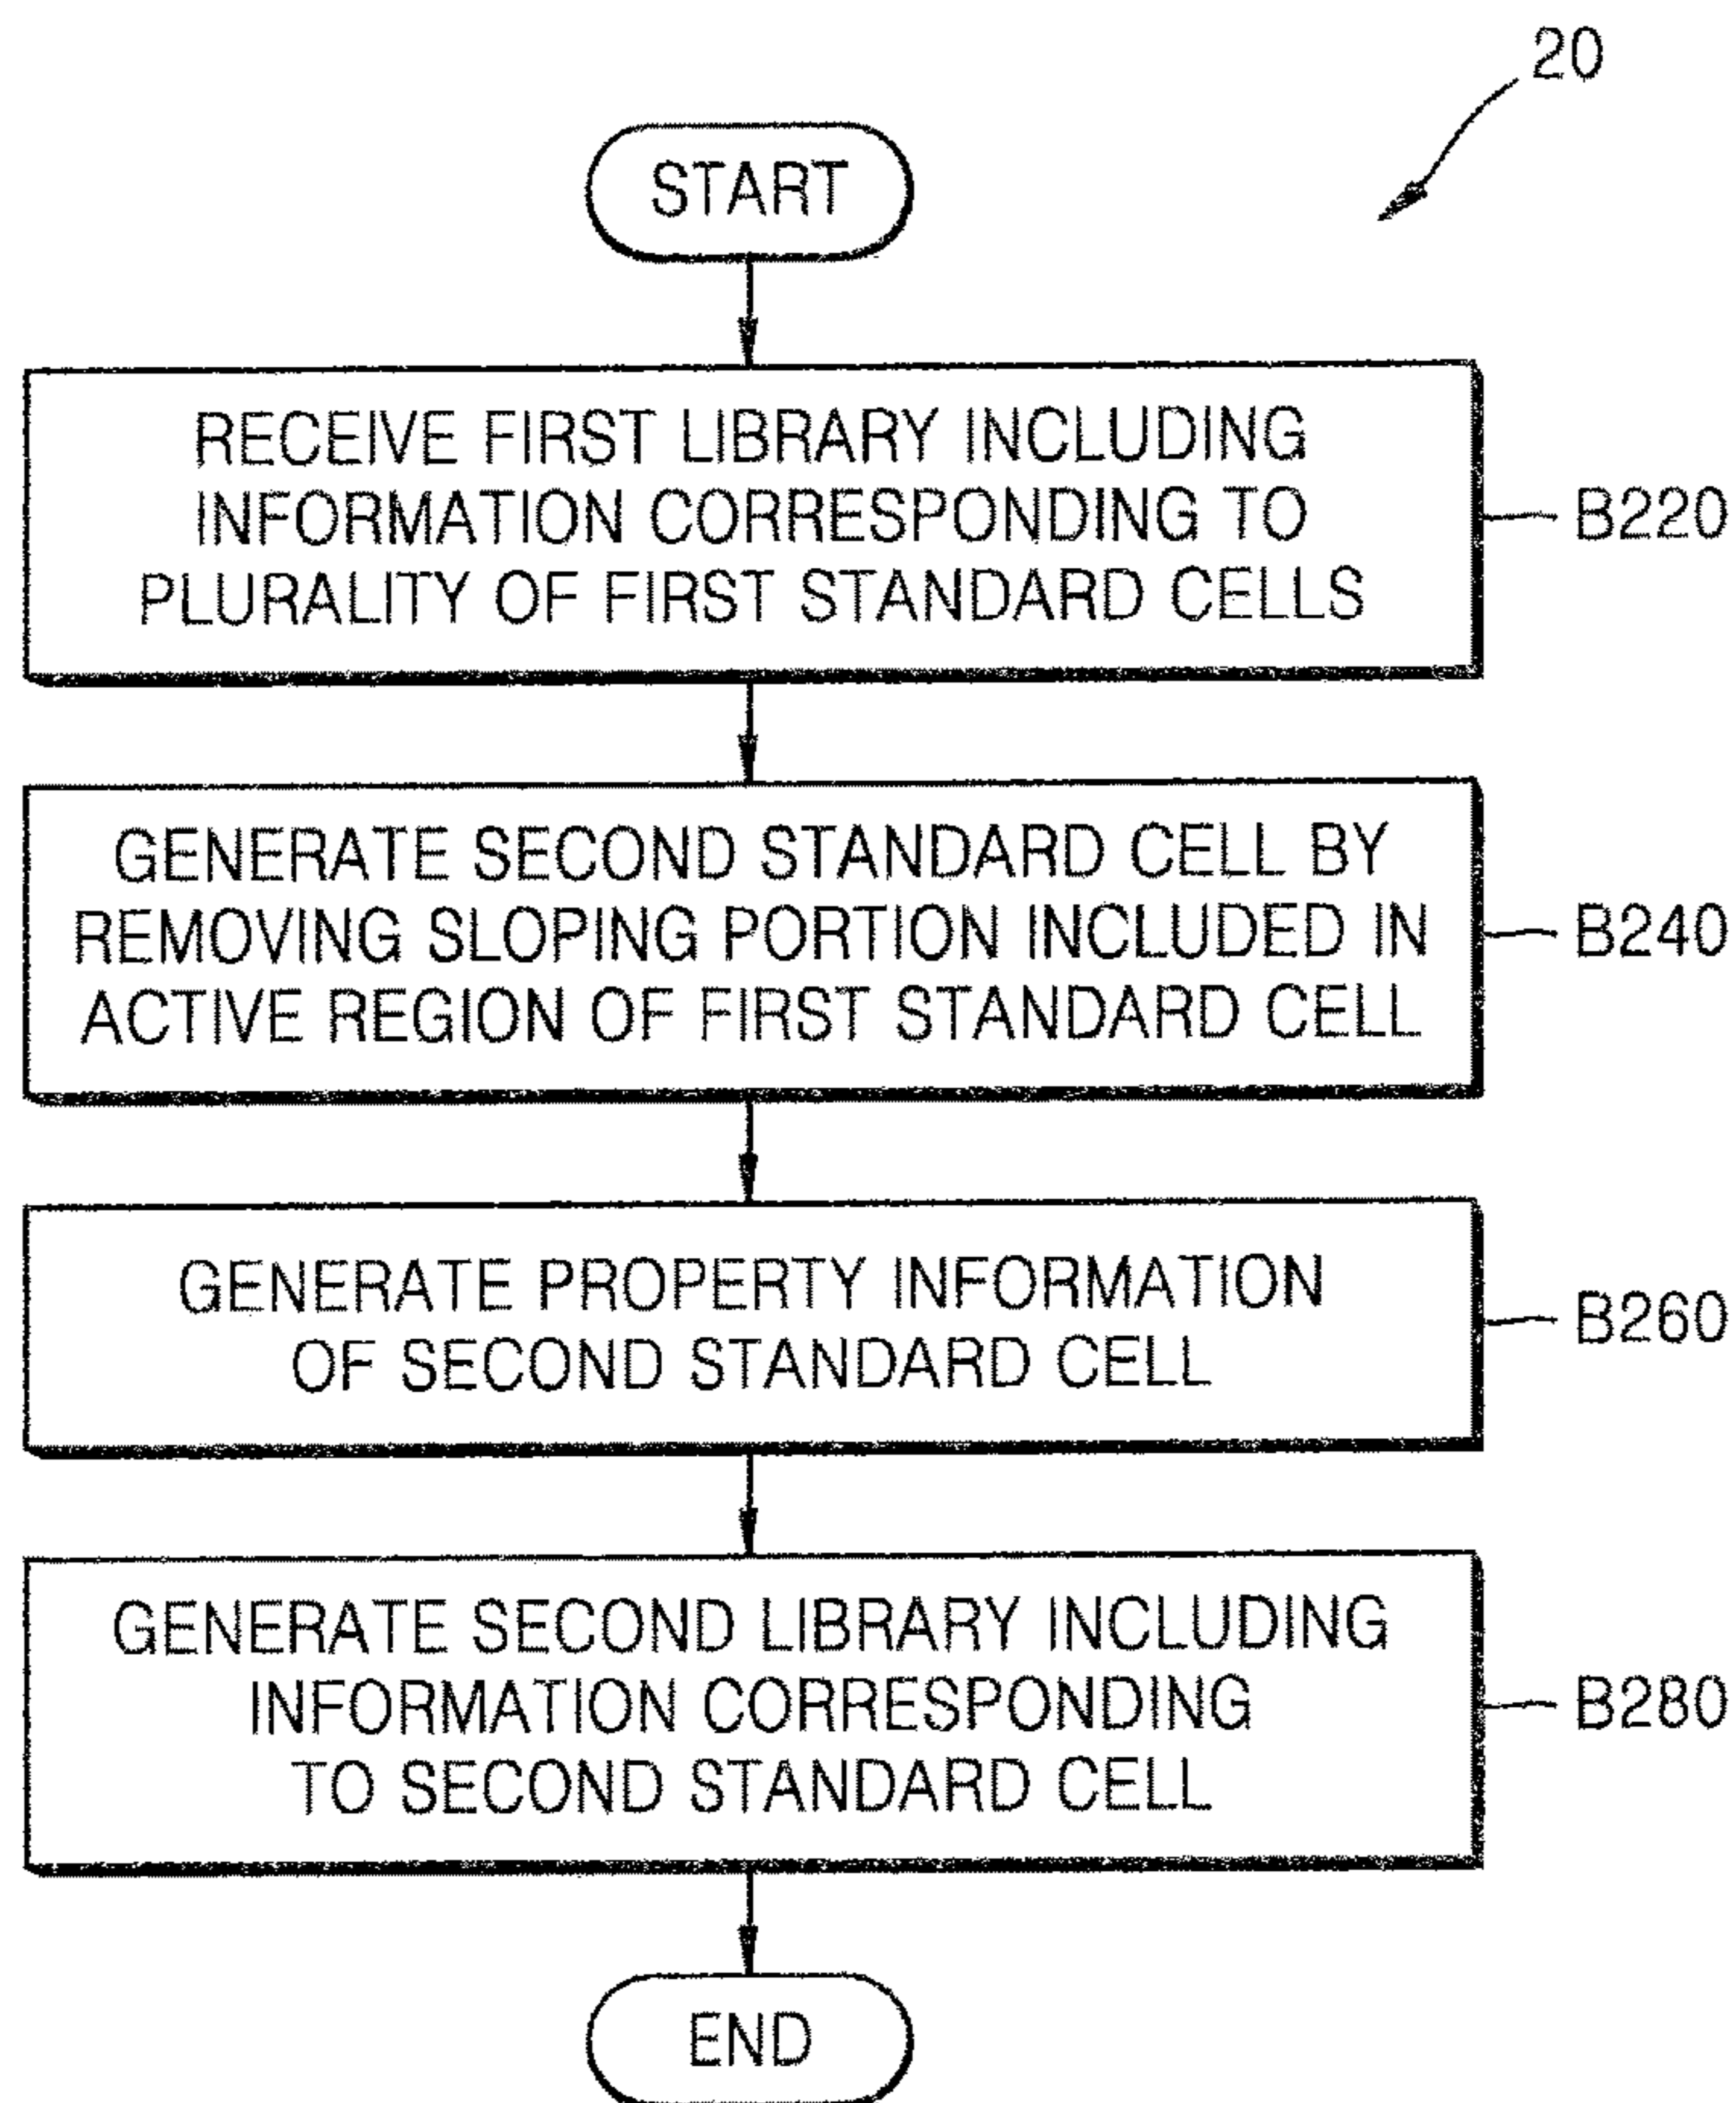 20
START
RECEIVE FIRST LIBRARY INCLUDING
INFORMATION CORRESPONDING TO
PLURALITY OF FIRST STANDARD CELLS
B220
GENERATE SECOND STANDARD CELL BY
REMOVING SLOPING PORTION INCLUDED IN
ACTIVE REGION OF FIRST STANDARD CELL
B240
GENERATE PROPERTY INFORMATION
OF SECOND STANDARD CELL
B260
GENERATE SECOND LIBRARY INCLUDING
INFORMATION CORRESPONDING
TO SECOND STANDARD CELL
B280
END